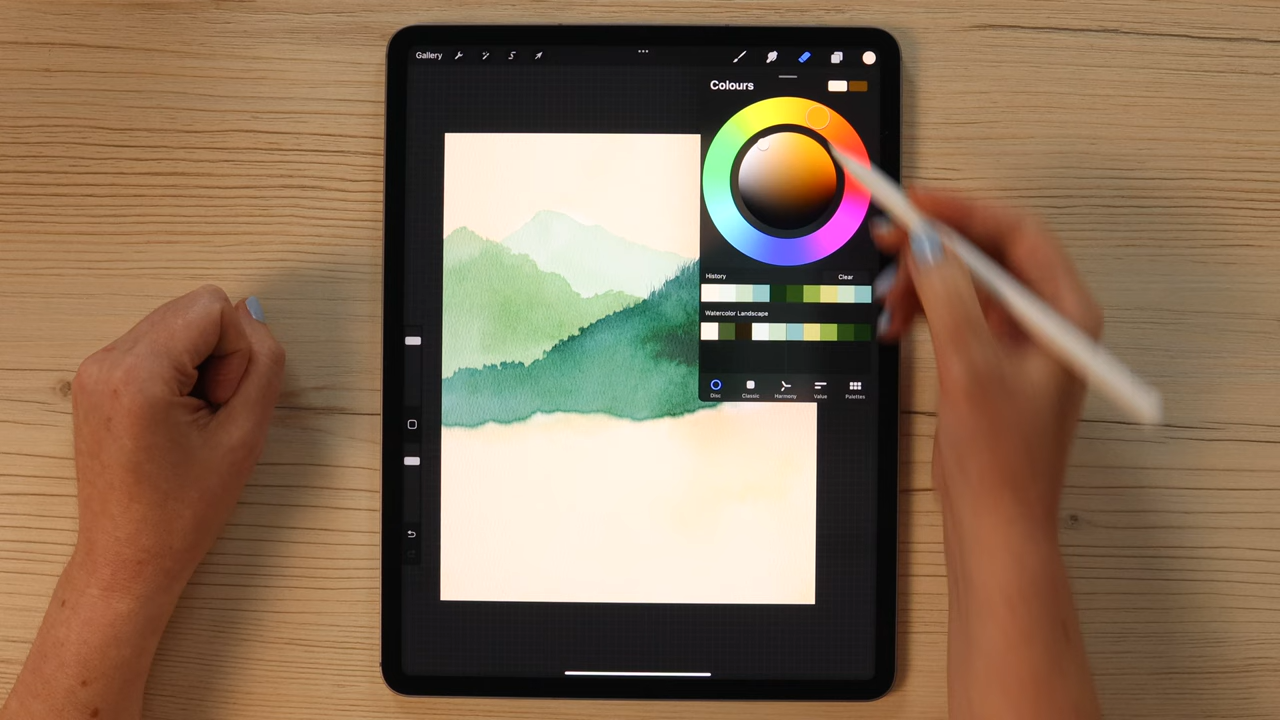 Gallery
Colours
History
Clear
Watercolor Landscape
Disc
Classic
Harmony
Value
Palettes